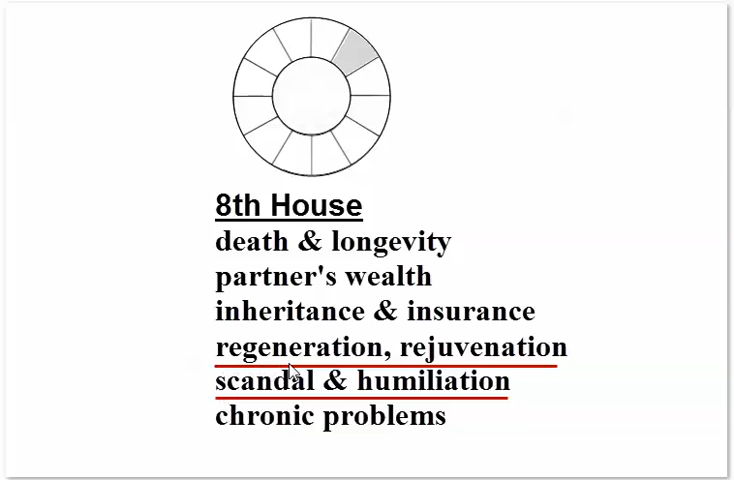 8th House
death & longevity
partner's wealth
inheritance & insurance
regeneration, rejuvenation
scandal & humiliation
chronic problems